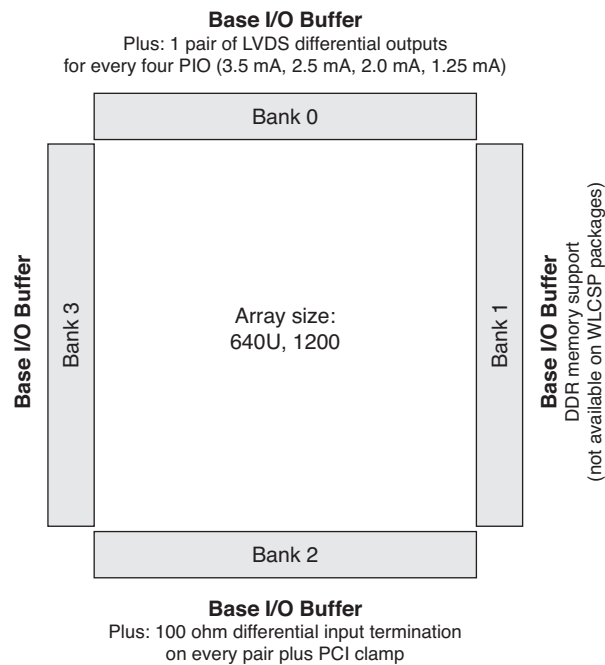 Base I/O Buffer
Plus: 1 pair of LVDS differential outputs
for every four PIO (3.5 mA, 2.5 mA, 2.0 mA, 1.25 mA)
Bank 0
Base I/O Buffer
Bank 3
Array size:
640U, 1200
Bank 1
Base I/O Buffer
DDR memory support
(not available on WLCSP packages)
Bank 2
Base I/O Buffer
Plus: 100 ohm differential input termination
on every pair plus PCI clamp